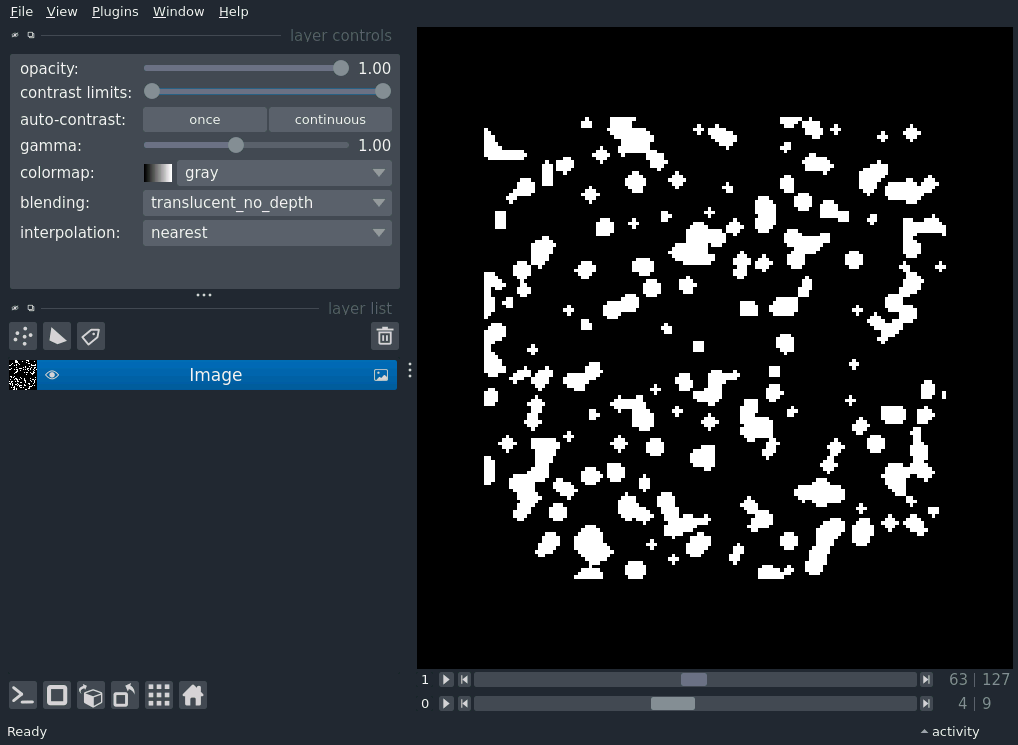 File View Plugins Window Help
layer controls
opacity: 1.00
contrast limits:
auto-contrast: once continuous
gamma: 1.00
colormap: gray
blending: translucent_no_depth
interpolation: nearest
layer list
Image
1 63 | 127
0 4 | 9
Ready activity